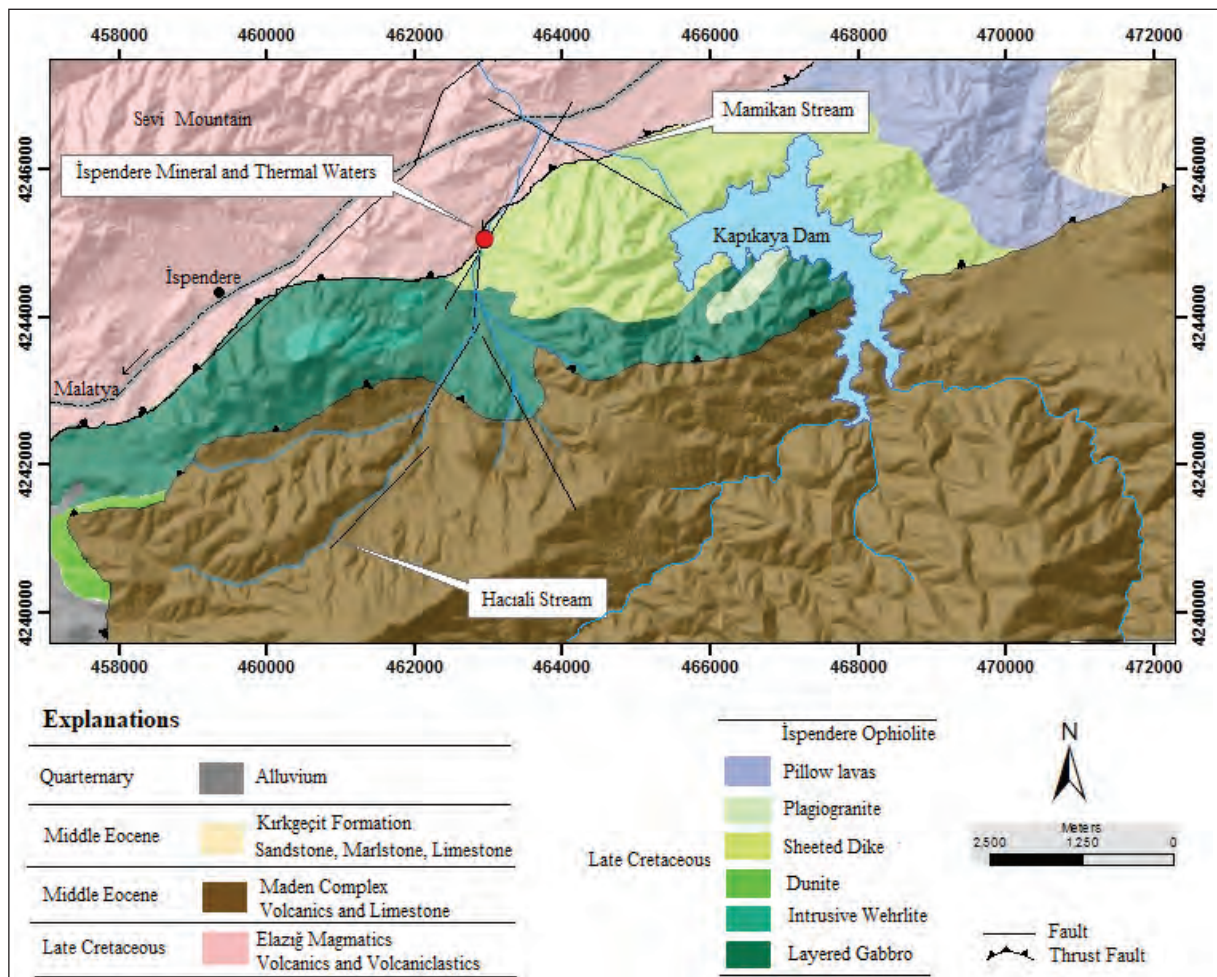 458000 460000 462000 464000 466000 468000 470000 472000
4246000
4244000
4242000
4240000
4246000
4244000
4242000
4240000
Sevi Mountain
Mamikan Stream
İspendere Mineral and Thermal Waters
Kapıkaya Dam
İspendere
Malatya
Hacıali Stream
458000 460000 462000 464000 466000 468000 470000 472000
Explanations
Quarternary Alluvium
Middle Eocene Kırkgeçit Formation
Sandstone, Marlstone, Limestone
Middle Eocene Maden Complex
Volcanics and Limestone
Late Cretaceous Elazığ Magmatics
Volcanics and Volcaniclastics
Late Cretaceous
İspendere Ophiolite
Pillow lavas
Plagiogranite
Sheeted Dike
Dunite
Intrusive Wehrlite
Layered Gabbro
N
Meters
2,500 1,250 0
Fault
Thrust Fault